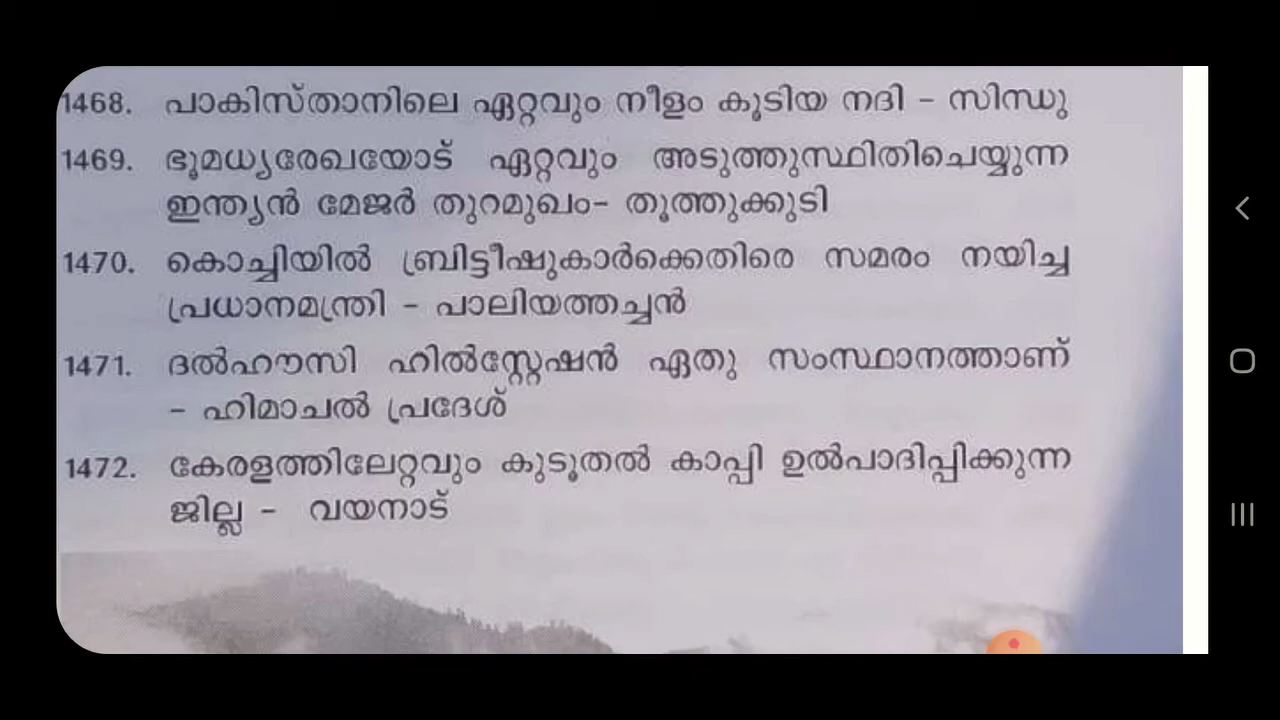 1468. പാകിസ്താനിലെ ഏറ്റവും നീളം കൂടിയ നദി - സിന്ധു
1469. ഭൂമധ്യരേഖയോട് ഏറ്റവും അടുത്തുസ്ഥിതിചെയ്യുന്ന
ഇന്ത്യൻ മേജർ തുറമുഖം- തൂത്തുക്കുടി
1470. കൊച്ചിയിൽ ബ്രിട്ടീഷുകാർക്കെതിരെ സമരം നയിച്ച
പ്രധാനമന്ത്രി - പാലിയത്തച്ചൻ
1471. ദൽഹൗസി ഹിൽസ്റ്റേഷൻ ഏതു സംസ്ഥാനത്താണ്
- ഹിമാചൽ പ്രദേശ്
1472. കേരളത്തിലേറ്റവും കുടൂതൽ കാപ്പി ഉൽപാദിപ്പിക്കുന്ന
ജില്ല - വയനാട്